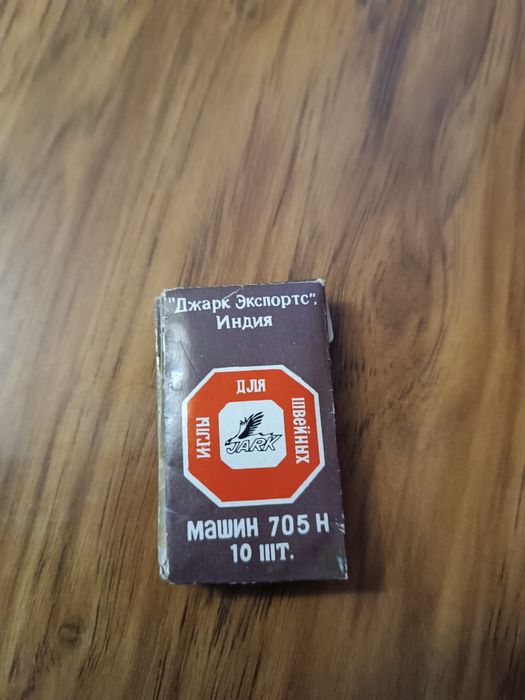 "Джарк Экспортс",
Индия
ИГЛЫ
ДЛЯ
ШВЕЙНЫХ
JARK
МАШИН 705 Н
10 ШТ.